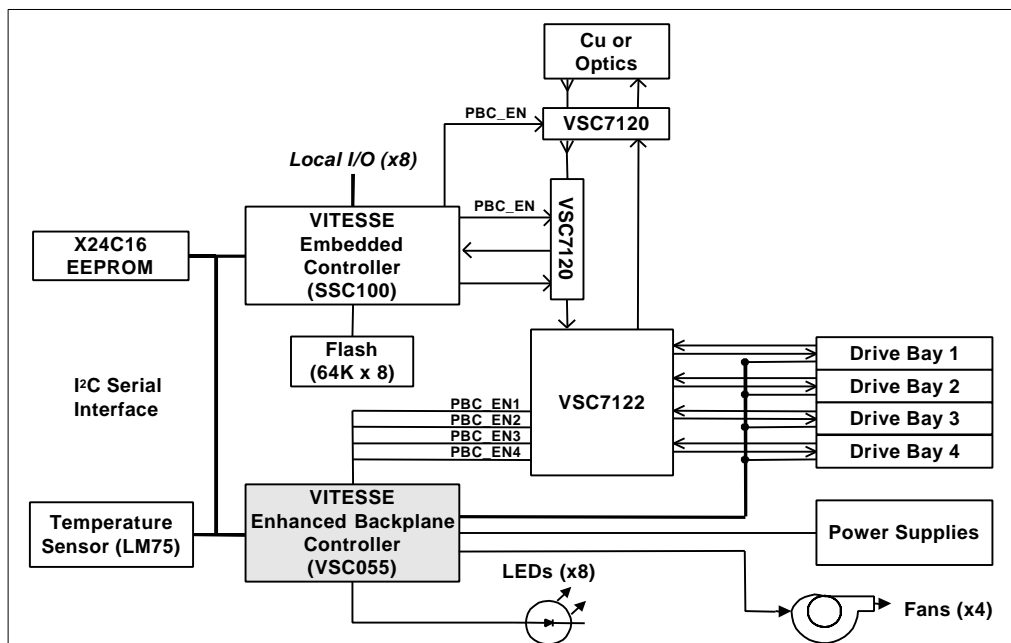 Cu or
Optics
PBC_EN
VSC7120
Local I/O (x8)
PBC_EN
VSC7120
VITESSE
Embedded
Controller
(SSC100)
X24C16
EEPROM
Flash
(64K x 8)
I²C Serial
Interface
VSC7122
Drive Bay 1
Drive Bay 2
Drive Bay 3
Drive Bay 4
PBC_EN1
PBC_EN2
PBC_EN3
PBC_EN4
VITESSE
Enhanced Backplane
Controller
(VSC055)
Temperature
Sensor (LM75)
Power Supplies
LEDs (x8)
Fans (x4)